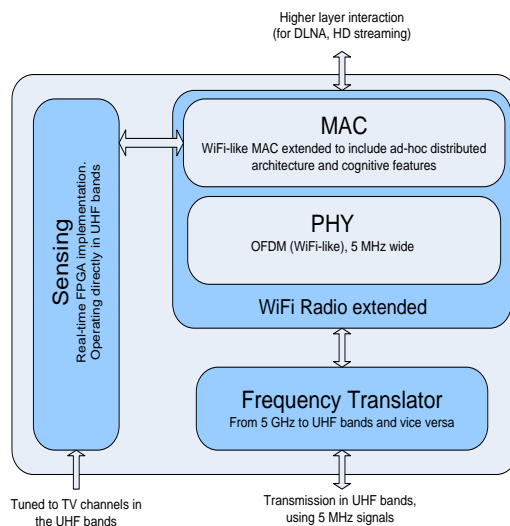 Higher layer interaction
(for DLNA, HD streaming)
MAC
WiFi-like MAC extended to include ad-hoc distributed
architecture and cognitive features
PHY
OFDM (WiFi-like), 5 MHz wide
WiFi Radio extended
Sensing
Real-time FPGA implementation.
Operating directly in UHF bands
Frequency Translator
From 5 GHz to UHF bands and vice versa
Tuned to TV channels in
the UHF bands
Transmission in UHF bands,
using 5 MHz signals